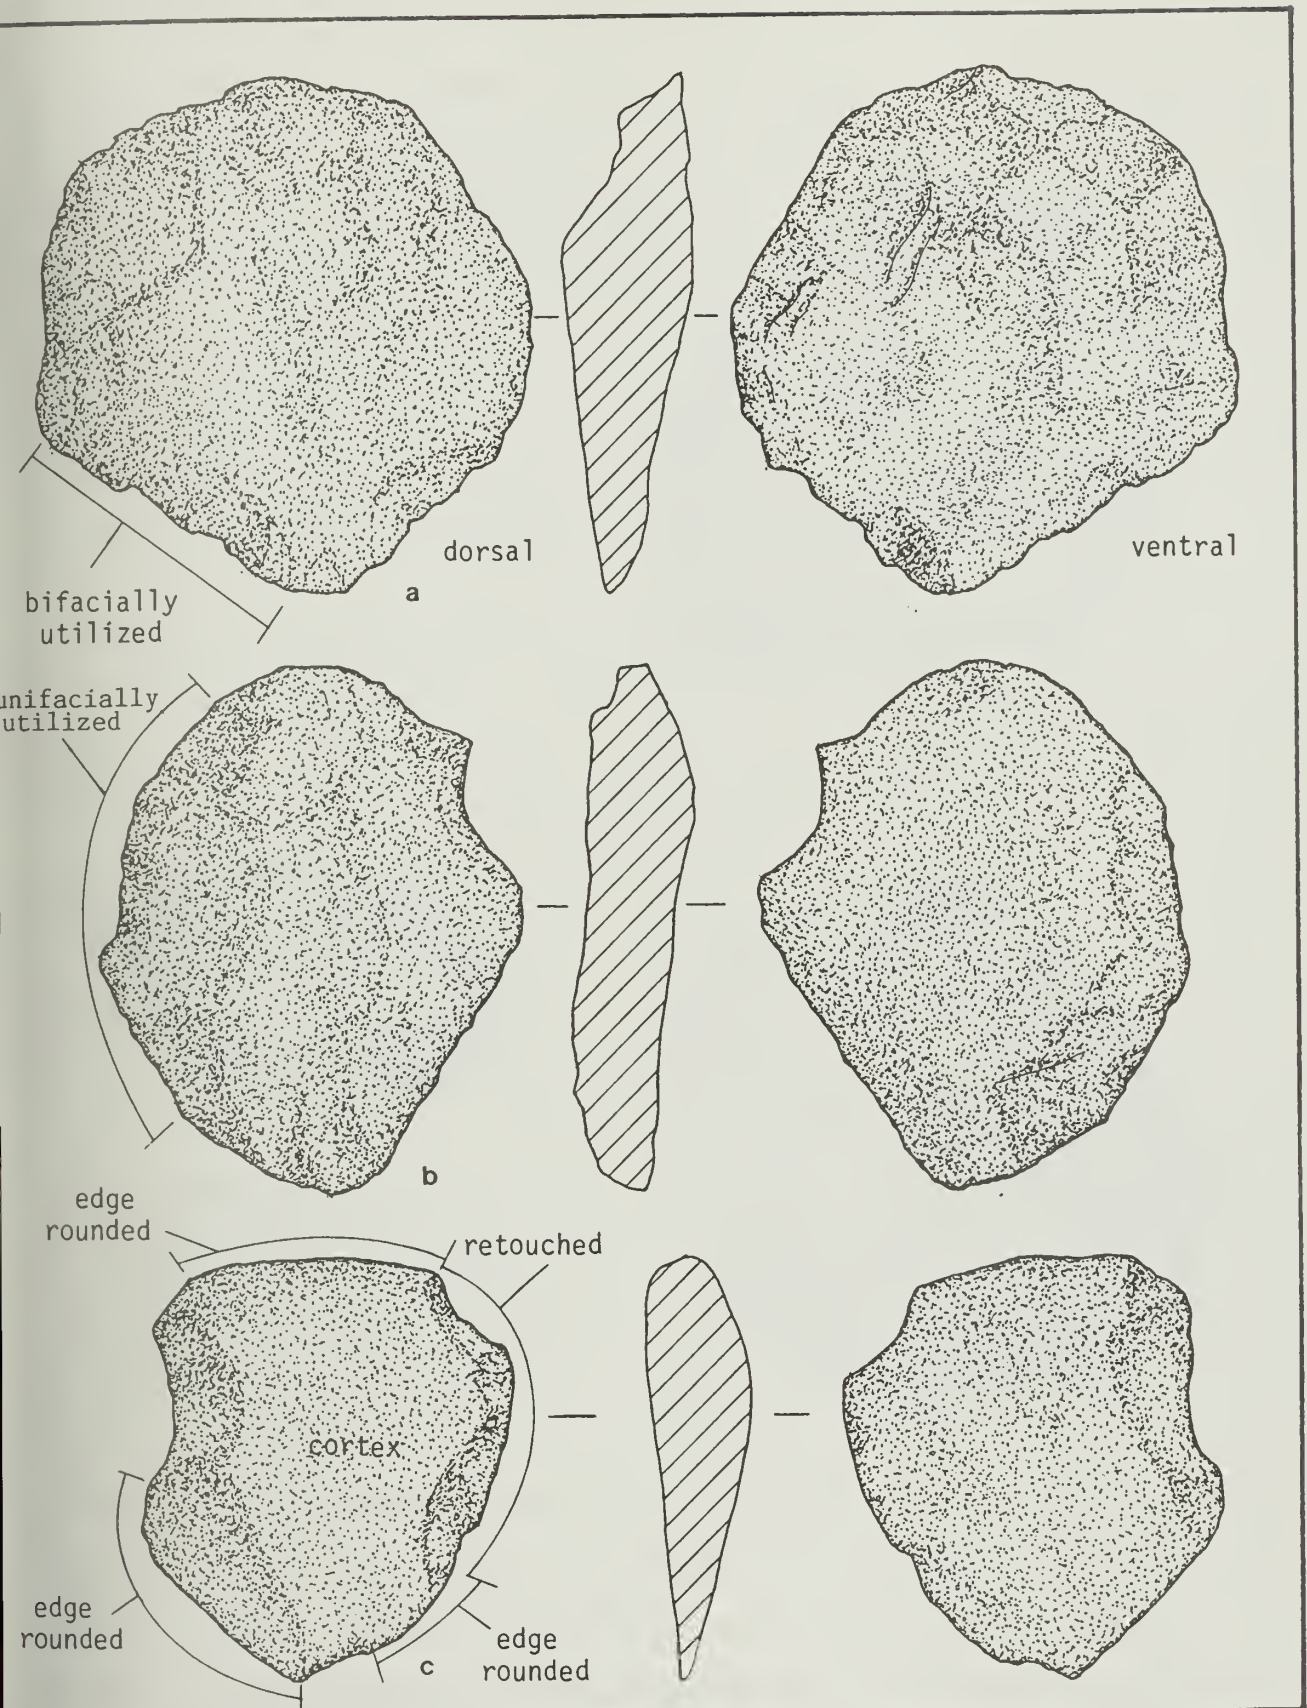 dorsal
ventral
a
bifacially
utilized
unifacially
utilized
b
edge
rounded
retouched
cortex
edge
rounded
edge
rounded
c